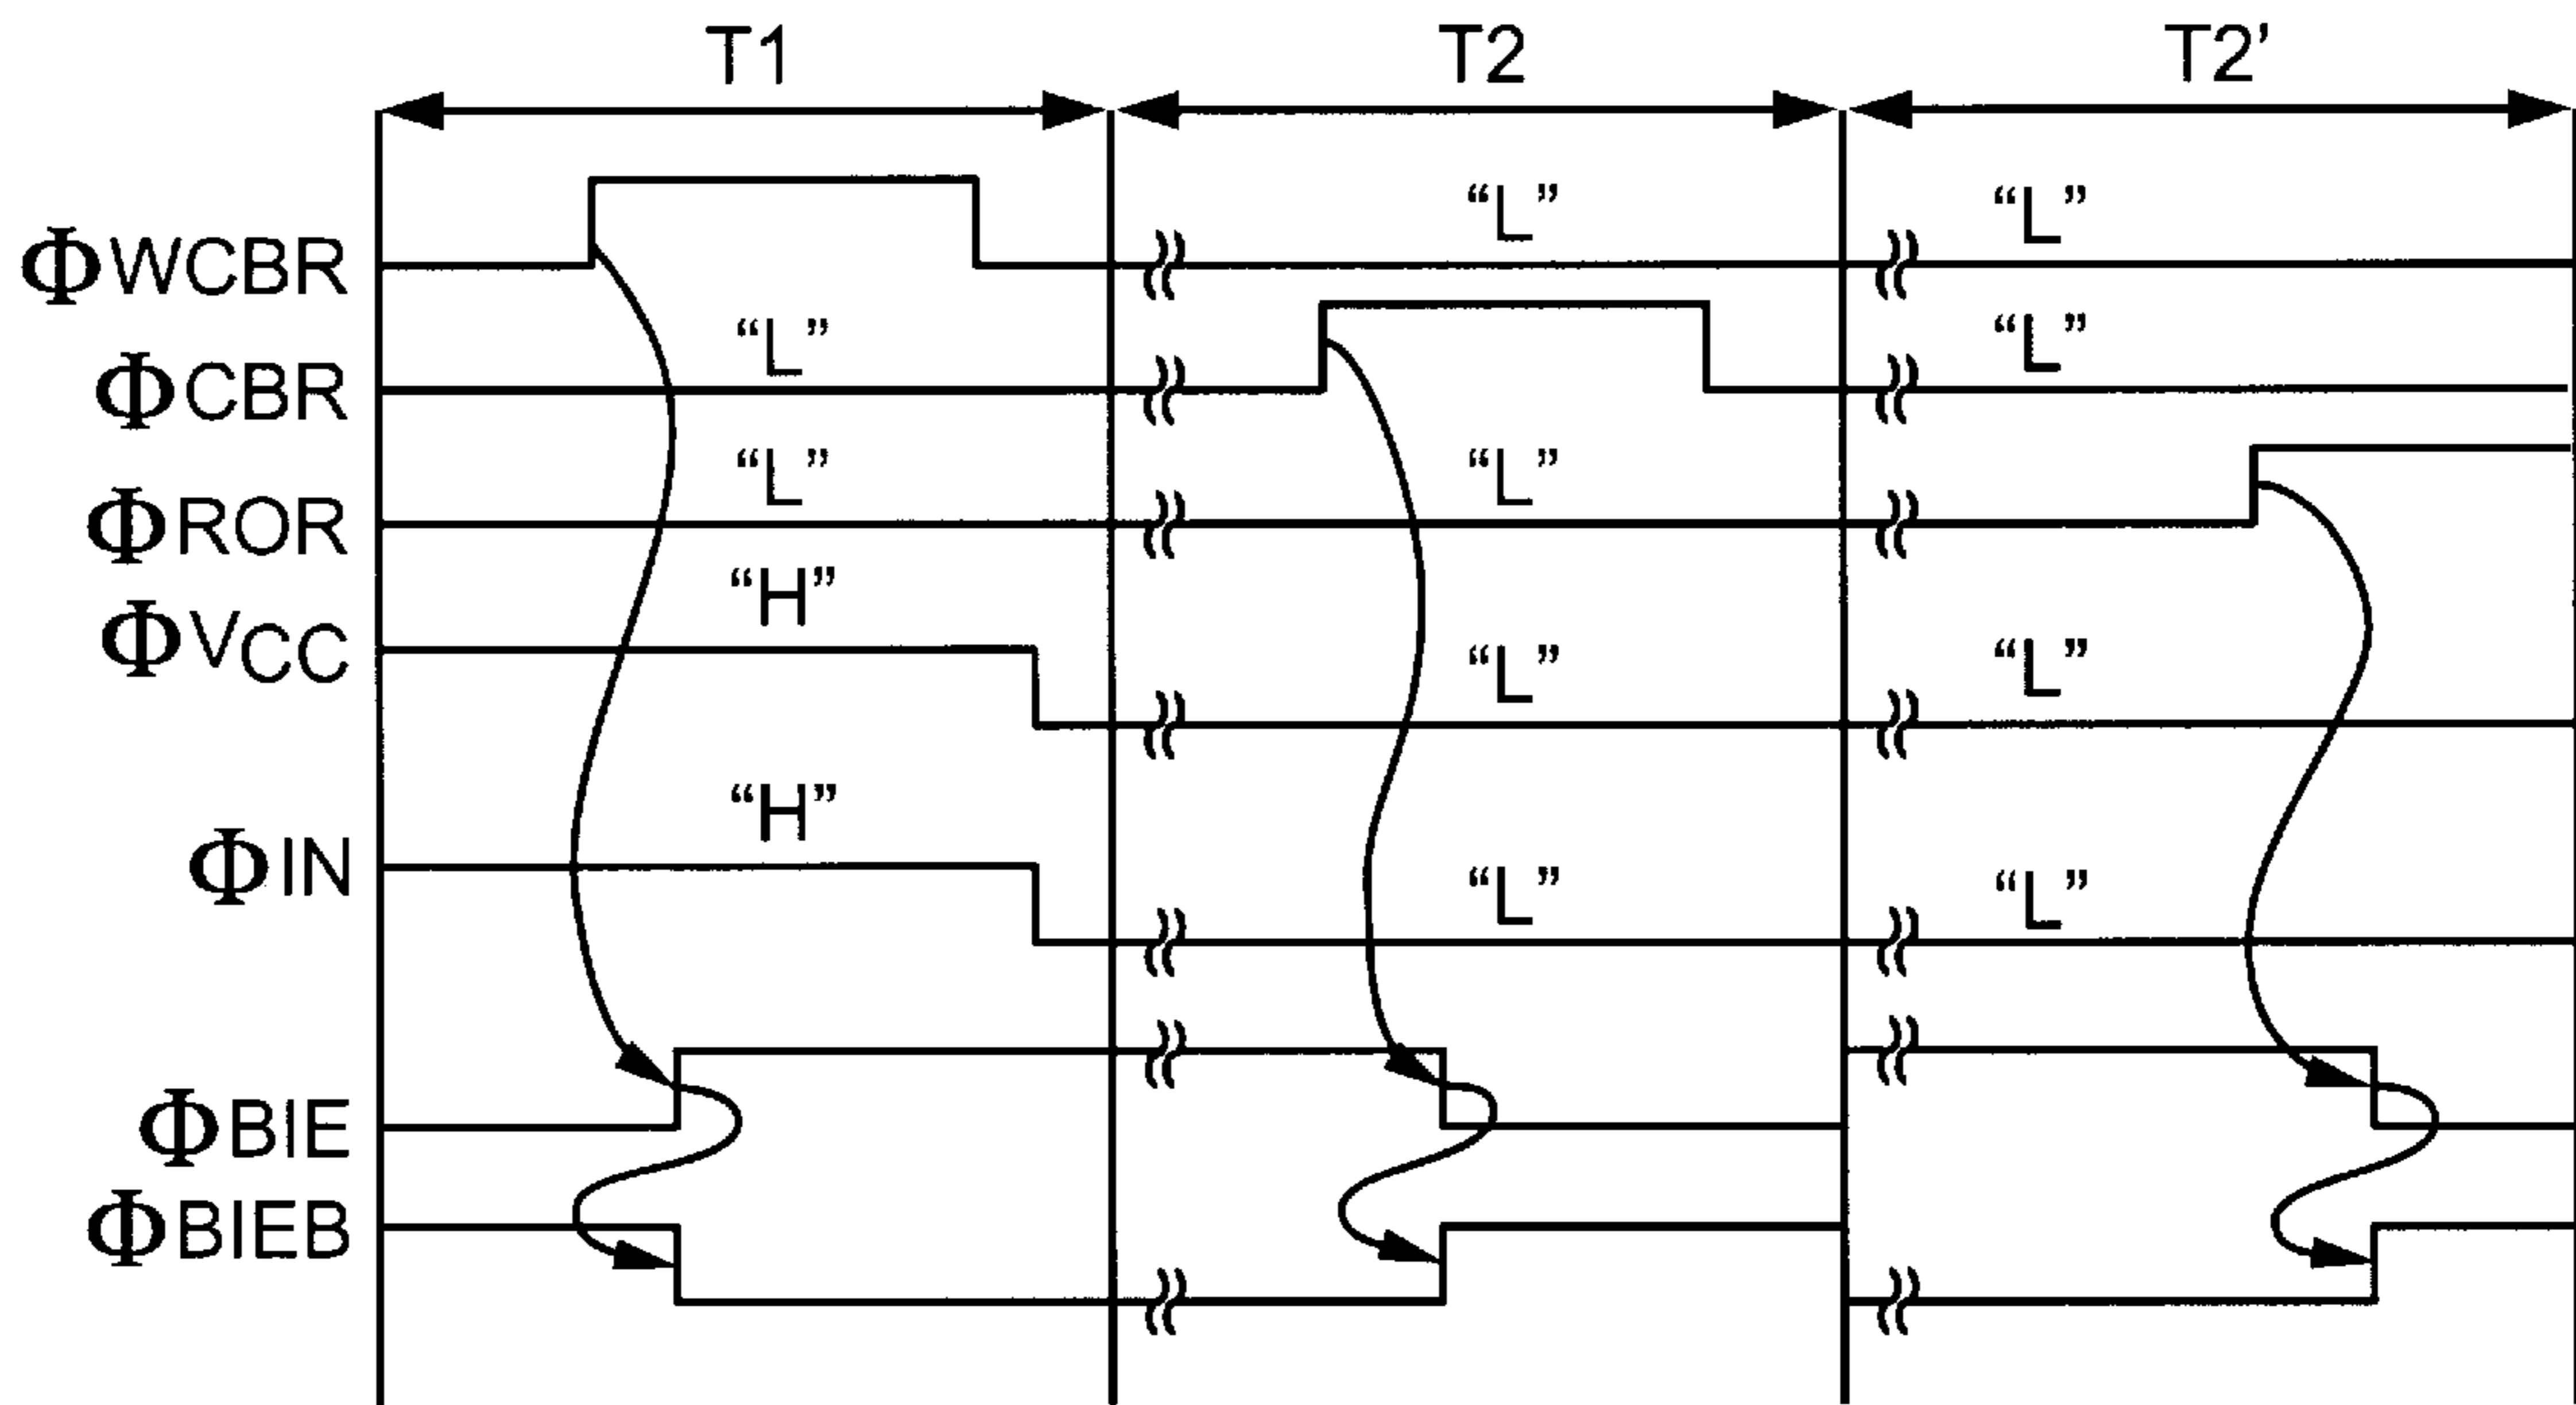 T1 T2 T2’
ΦWCBR “L” “L”
ΦCBR “L” “L”
ΦROR “L” “L”
ΦVCC “H” “L” “L”
ΦIN “H” “L” “L”
ΦBIE
ΦBIEB